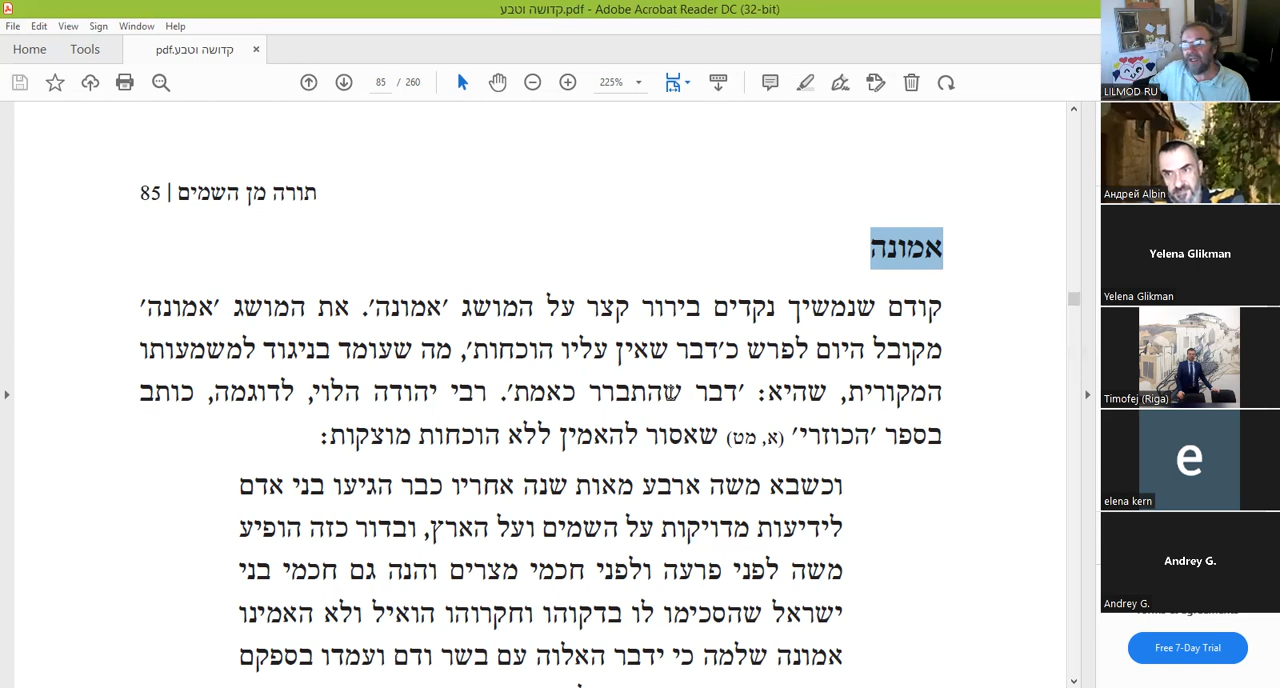 קדושה וטבע.pdf - Adobe Acrobat Reader DC (32-bit)
File Edit View Sign Window Help
Home Tools קדושה וטבע.pdf ×
85 / 260 225%
תורה מן השמים | 85
אמונה
קודם שנמשיך נקדים בירור קצר על המושג 'אמונה'. את המושג 'אמונה'
מקובל היום לפרש כ'דבר שאין עליו הוכחות', מה שעומד בניגוד למשמעותו
המקורית, שהיא: 'דבר שהתברר כאמת'. רבי יהודה הלוי, לדוגמה, כותב
בספר 'הכוזרי' (א, מט) שאסור להאמין ללא הוכחות מוצקות:
וכשבא משה ארבע מאות שנה אחריו כבר הגיעו בני אדם
לידיעות מדויקות על השמים ועל הארץ, ובדור כזה הופיע
משה לפני פרעה ולפני חכמי מצרים והנה גם חכמי בני
ישראל שהסכימו לו בדקוהו וחקרוהו הואיל ולא האמינו
אמונה שלמה כי ידבר האלוה עם בשר ודם ועמדו בספקם
LILMOD RU
Андрей Albin
Yelena Glikman
Yelena Glikman
Timofej (Riga)
e
elena kern
Andrey G.
Andrey G.
Free 7-Day Trial